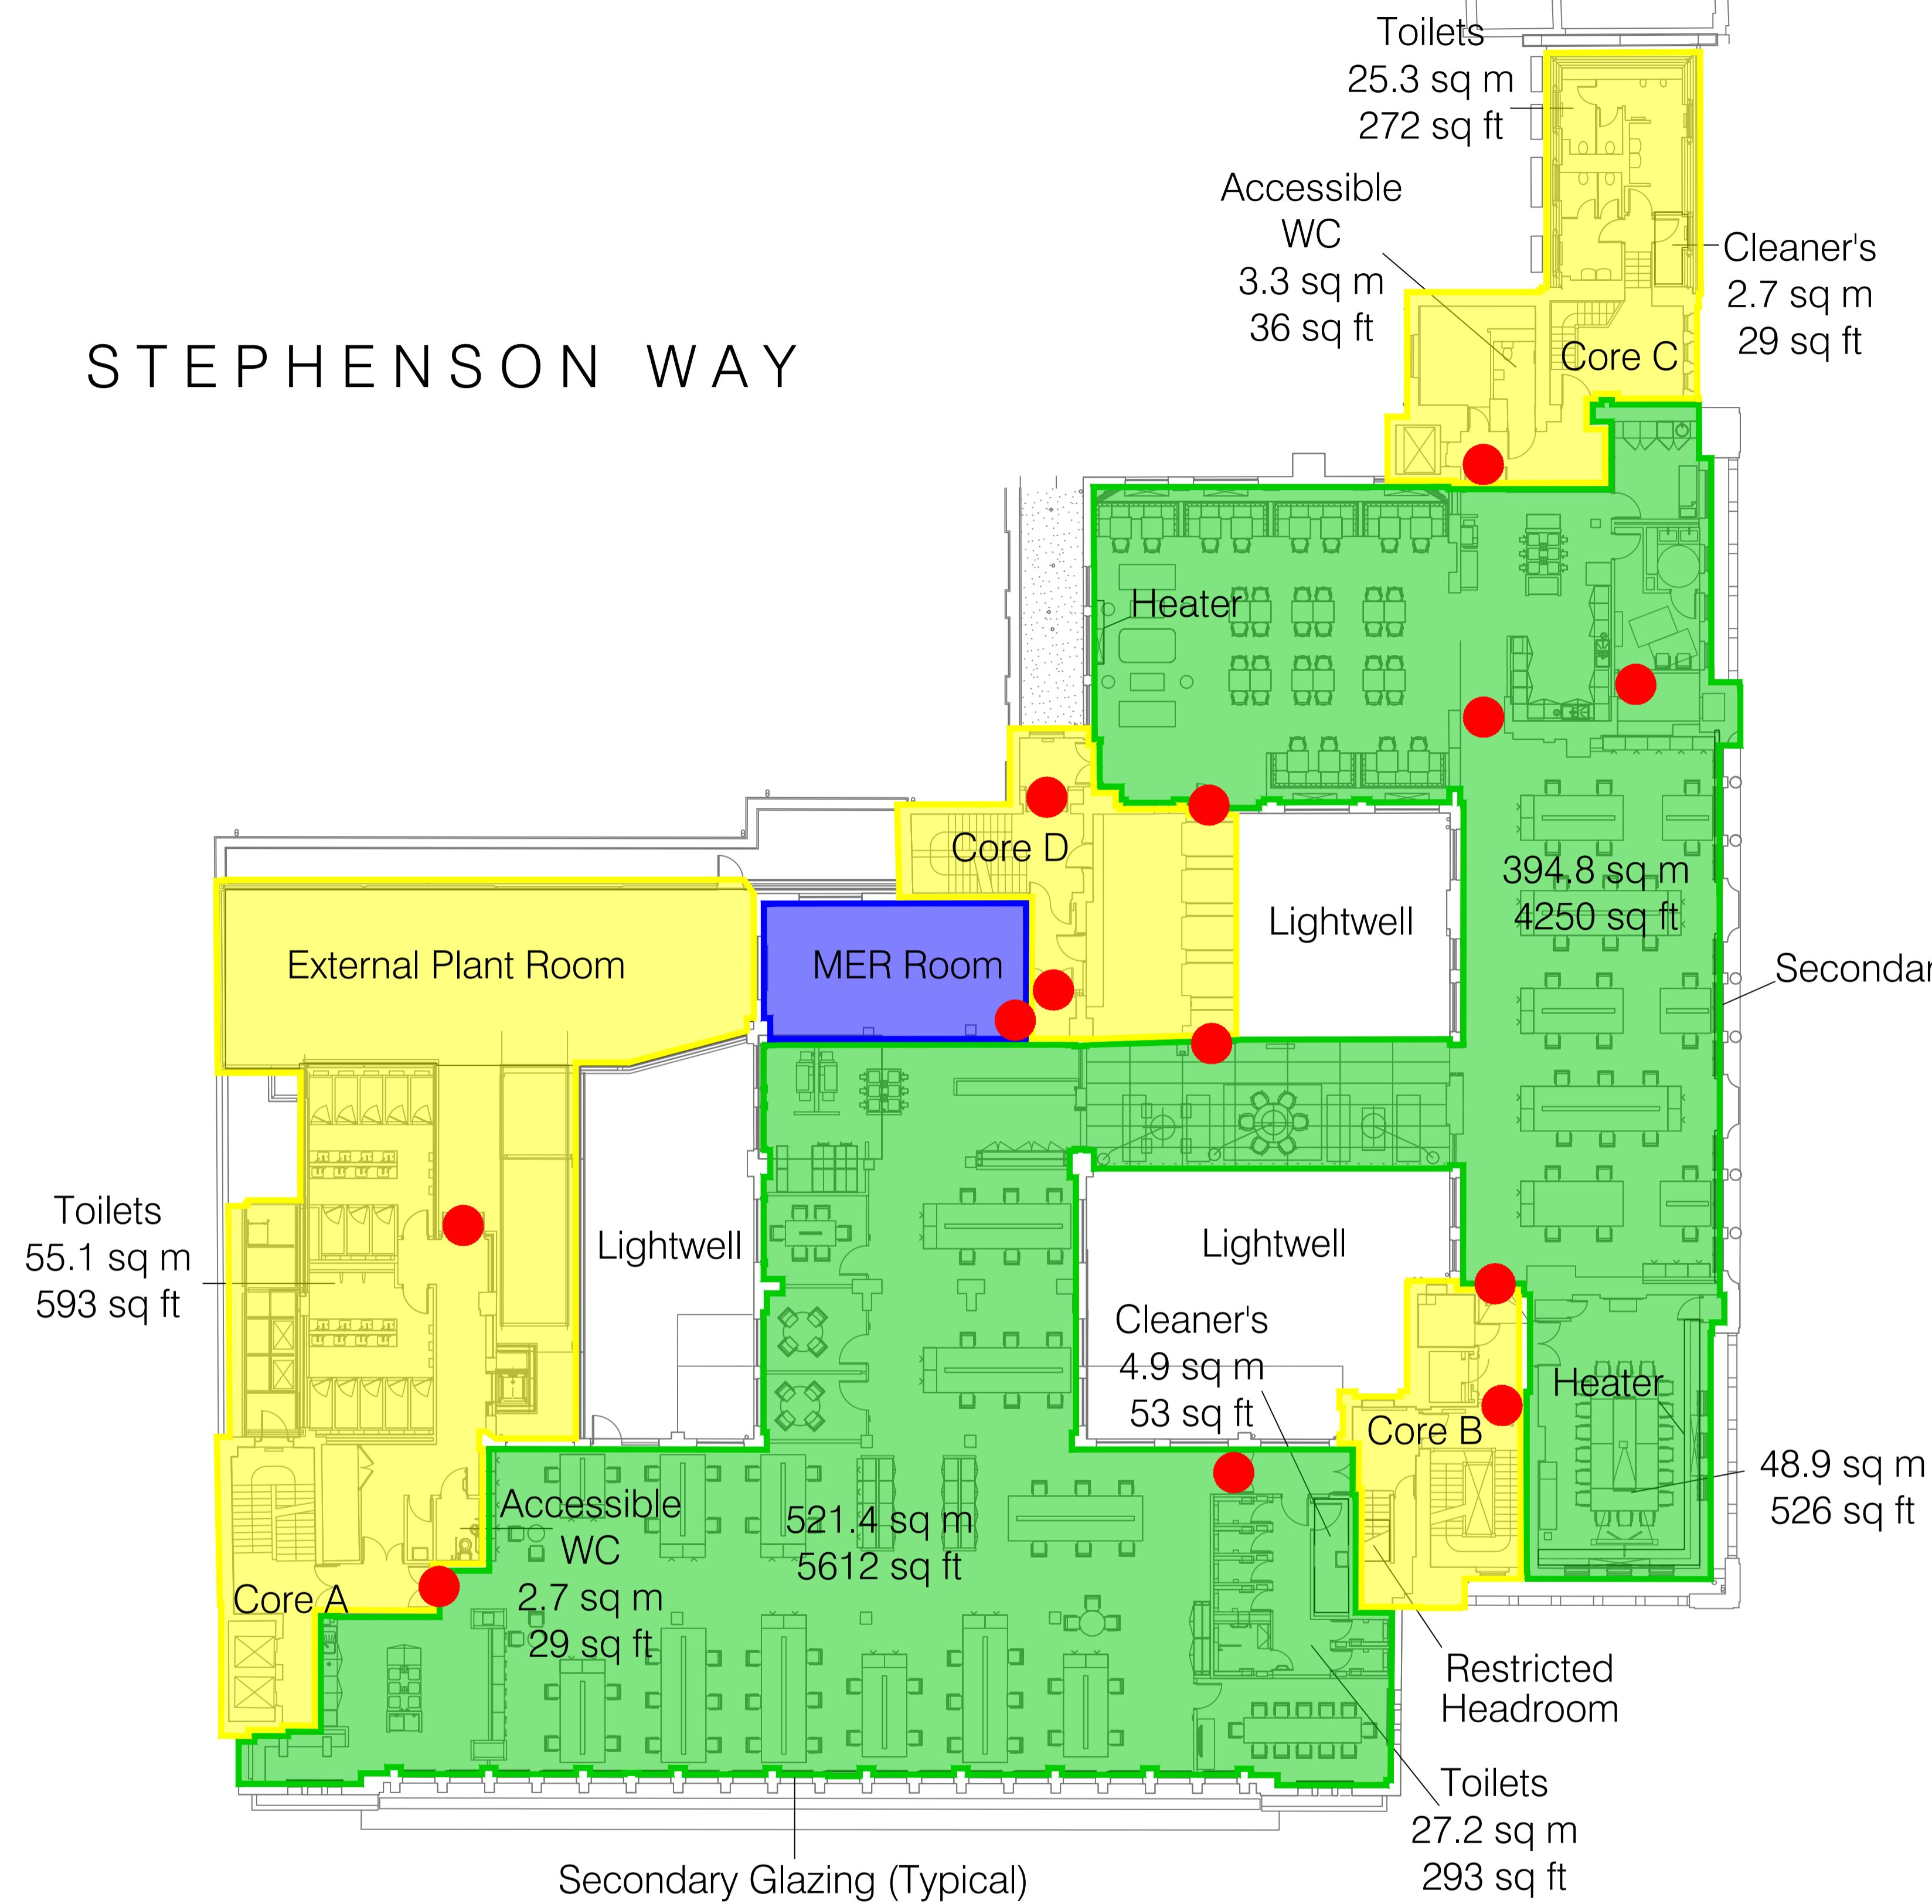 Toilets
25.3 sq m
272 sq ft
Accessible
WC
3.3 sq m
36 sq ft
Cleaner's
2.7 sq m
29 sq ft
Core C
STEPHENSON WAY
Heater
Core D
394.8 sq m
4250 sq ft
Lightwell
External Plant Room
MER Room
Secondar
Toilets
55.1 sq m
593 sq ft
Lightwell
Lightwell
Cleaner's
4.9 sq m
53 sq ft
Heater
Core B
48.9 sq m
526 sq ft
Accessible
WC
2.7 sq m
29 sq ft
521.4 sq m
5612 sq ft
Core A
Restricted
Headroom
Toilets
27.2 sq m
293 sq ft
Secondary Glazing (Typical)